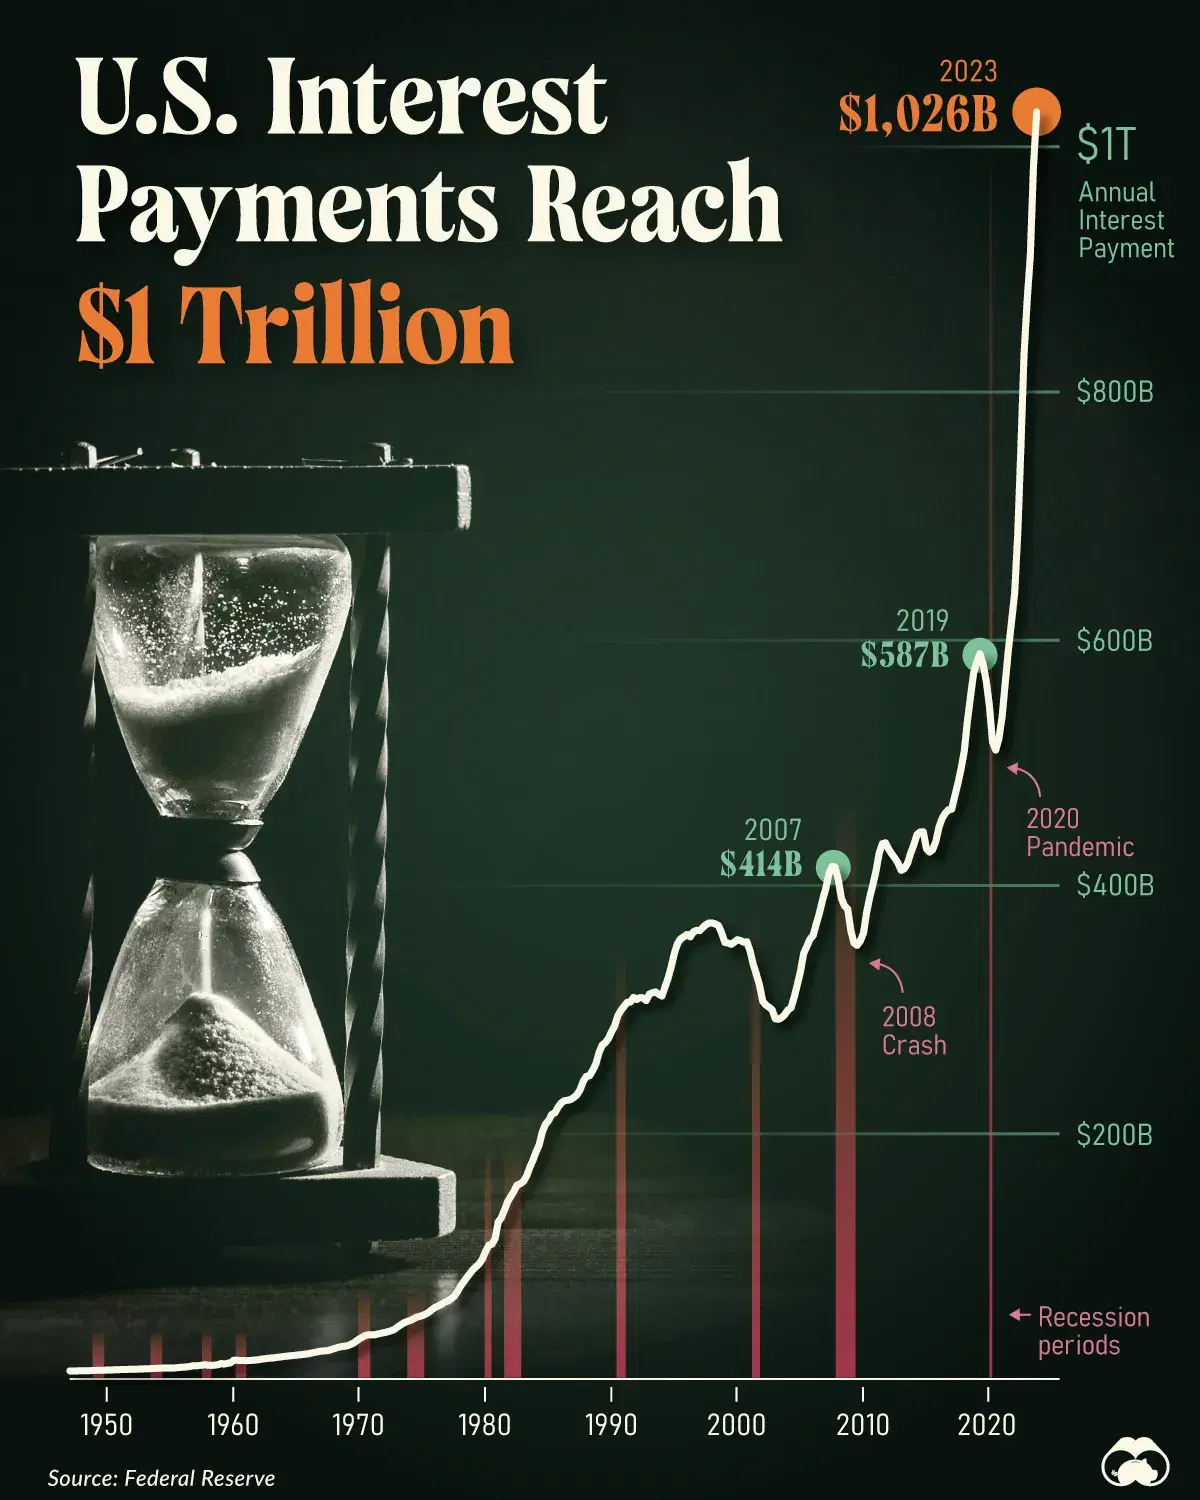 U.S. Interest
Payments Reach
$1 Trillion
2023
$1,026B
$1T
Annual
Interest
Payment
$800B
2019
$587B
$600B
2020
Pandemic
2007
$414B
$400B
2008
Crash
$200B
Recession
periods
1950 1960 1970 1980 1990 2000 2010 2020
Source: Federal Reserve